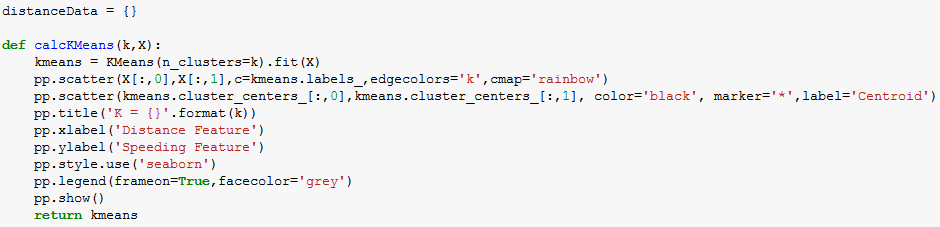 distanceData = {}
def calcKMeans(k,X):
    kmeans = KMeans(n_clusters=k).fit(X)
    pp.scatter(X[:,0],X[:,1],c=kmeans.labels_,edgecolors='k',cmap='rainbow')
    pp.scatter(kmeans.cluster_centers_[:,0],kmeans.cluster_centers_[:,1], color='black', marker='*',label='Centroid')
    pp.title('K = {}'.format(k))
    pp.xlabel('Distance Feature')
    pp.ylabel('Speeding Feature')
    pp.style.use('seaborn')
    pp.legend(frameon=True,facecolor='grey')
    pp.show()
    return kmeans